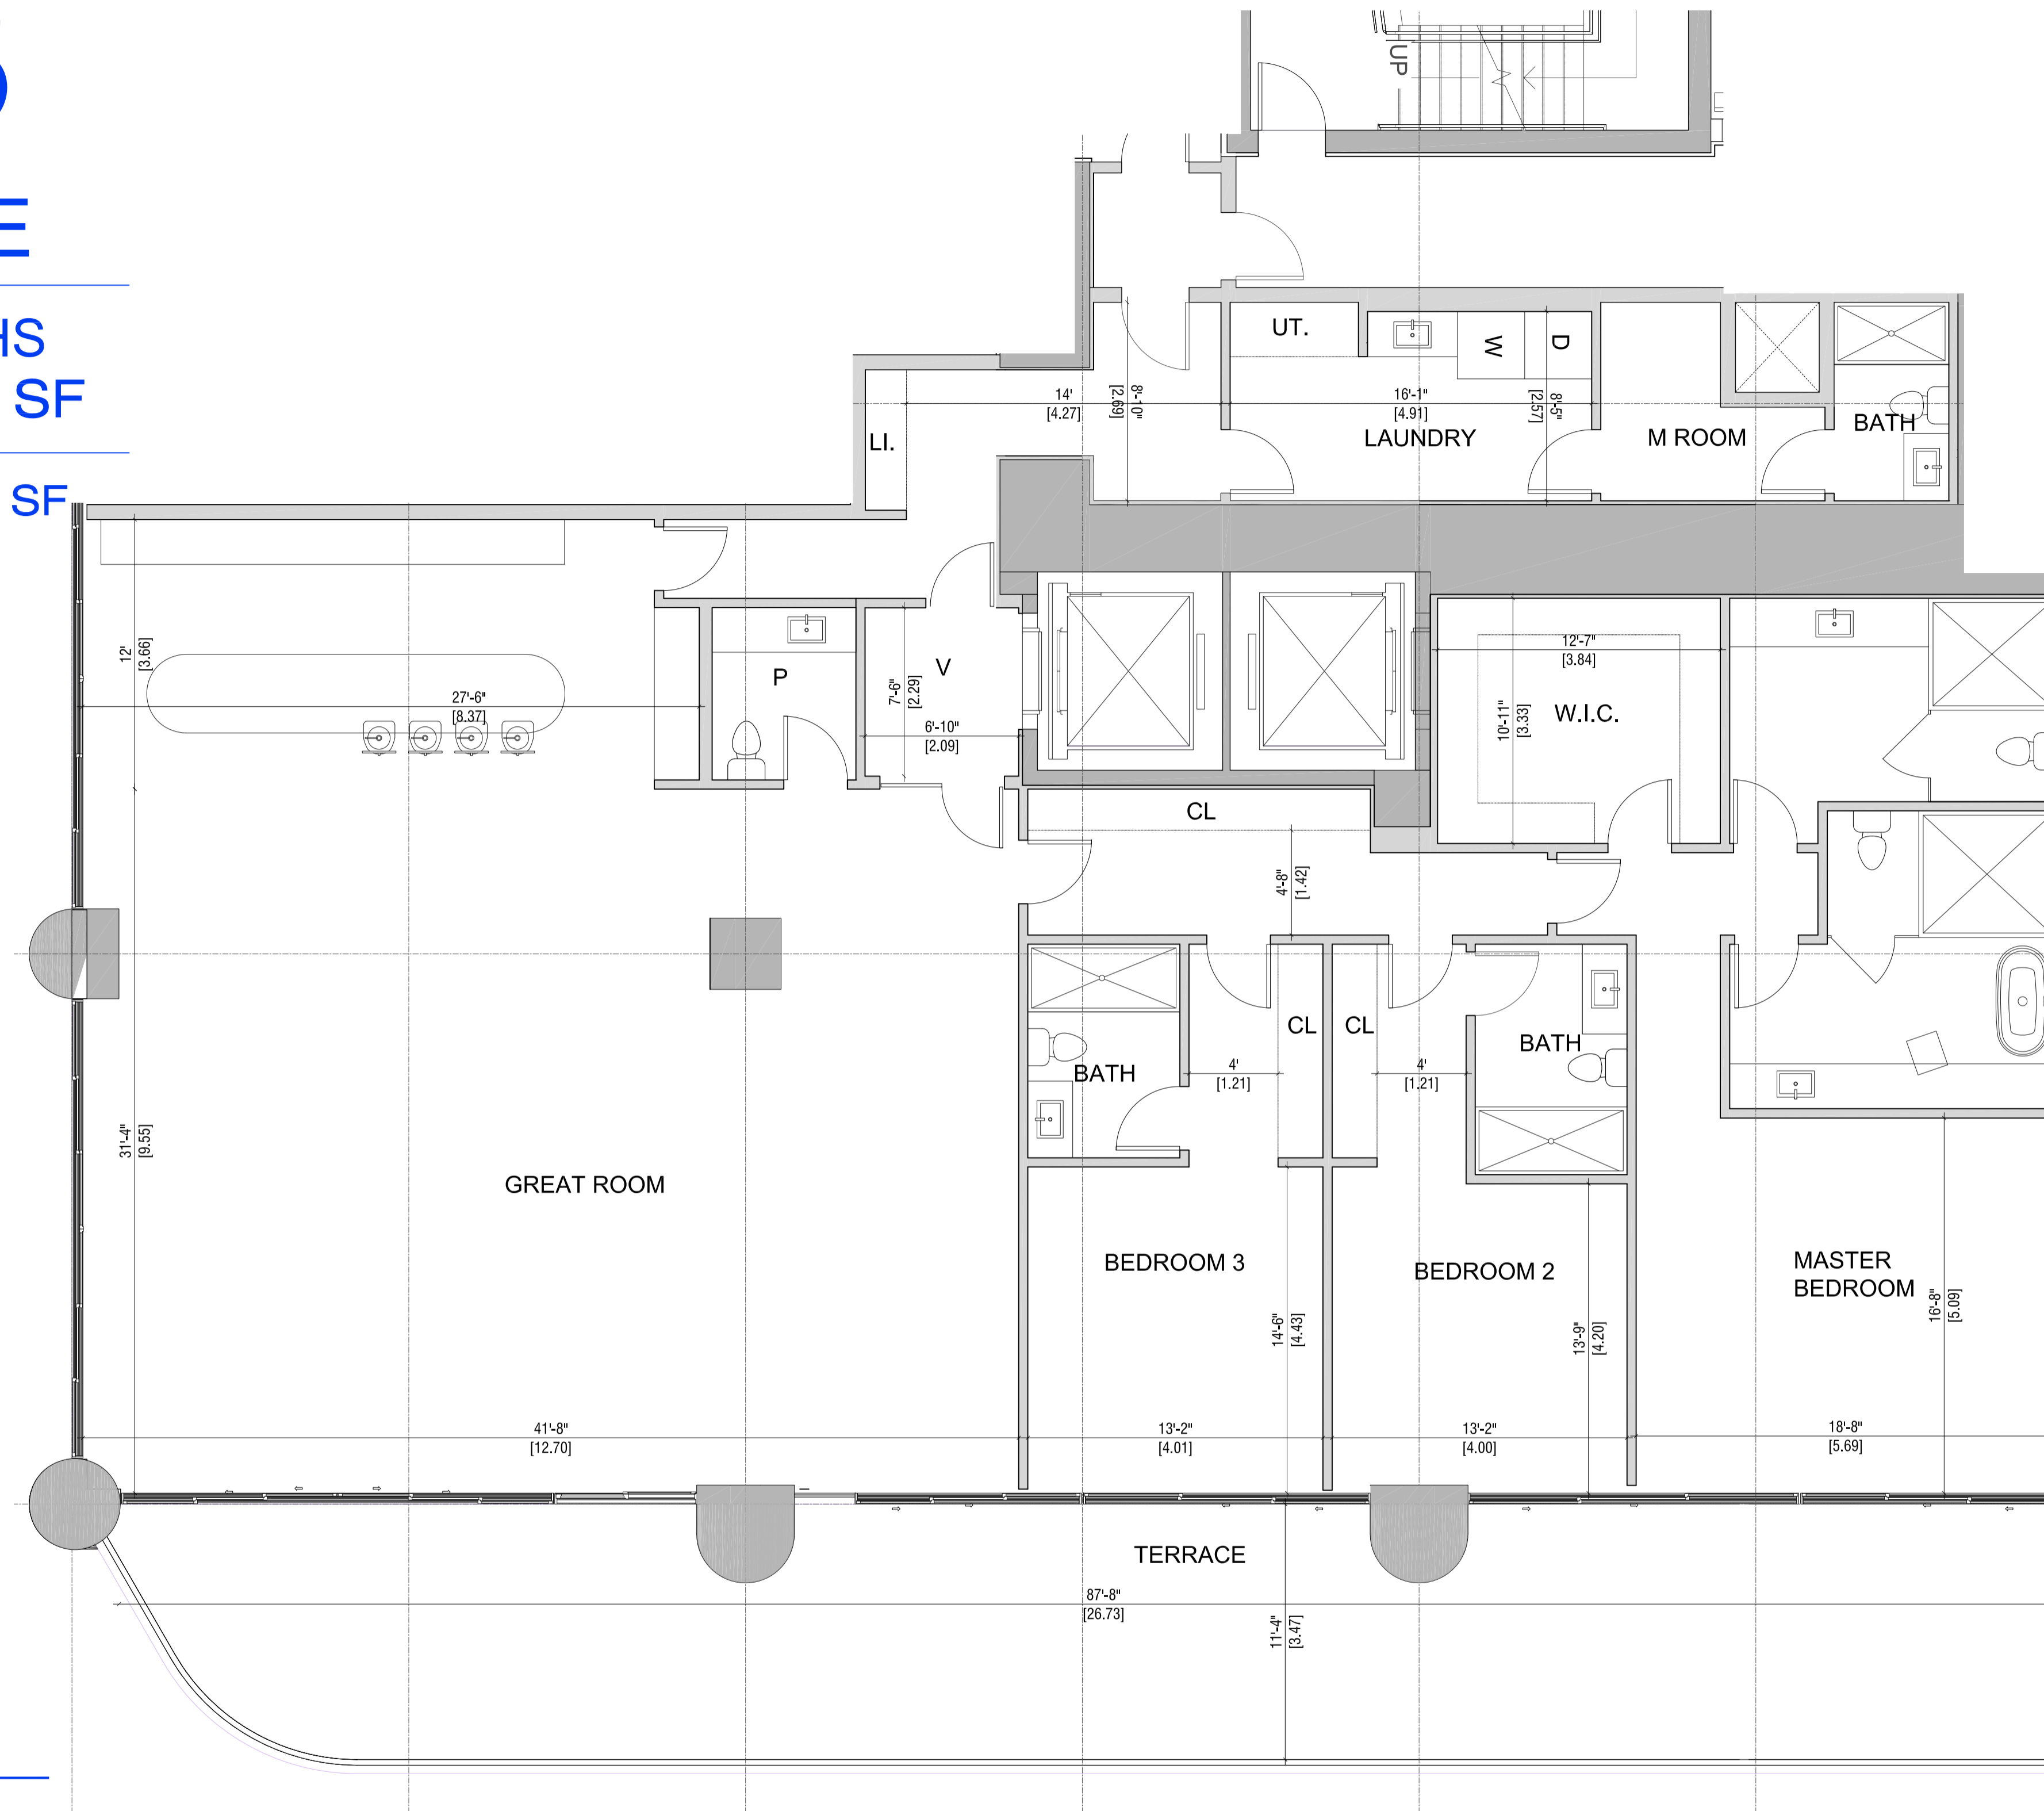 UP
E
HS
SF
SF
UT.
W
D
14'
[4.27]
8'-10"
[2.69]
16'-1"
[4.91]
8'-5"
[2.57]
LI.
LAUNDRY
M ROOM
BATH
12'
[3.66]
27'-6"
[8.37]
P
V
7'-6"
[2.29]
6'-10"
[2.09]
12'-7"
[3.84]
W.I.C.
10'-11"
[3.33]
CL
4'-8"
[1.42]
CL
CL
BATH
BATH
4'
[1.21]
4'
[1.21]
31'-4"
[9.55]
GREAT ROOM
BEDROOM 3
BEDROOM 2
MASTER
BEDROOM
14'-6"
[4.43]
13'-9"
[4.20]
16'-8"
[5.09]
41'-8"
[12.70]
13'-2"
[4.01]
13'-2"
[4.00]
18'-8"
[5.69]
TERRACE
87'-8"
[26.73]
11'-4"
[3.47]